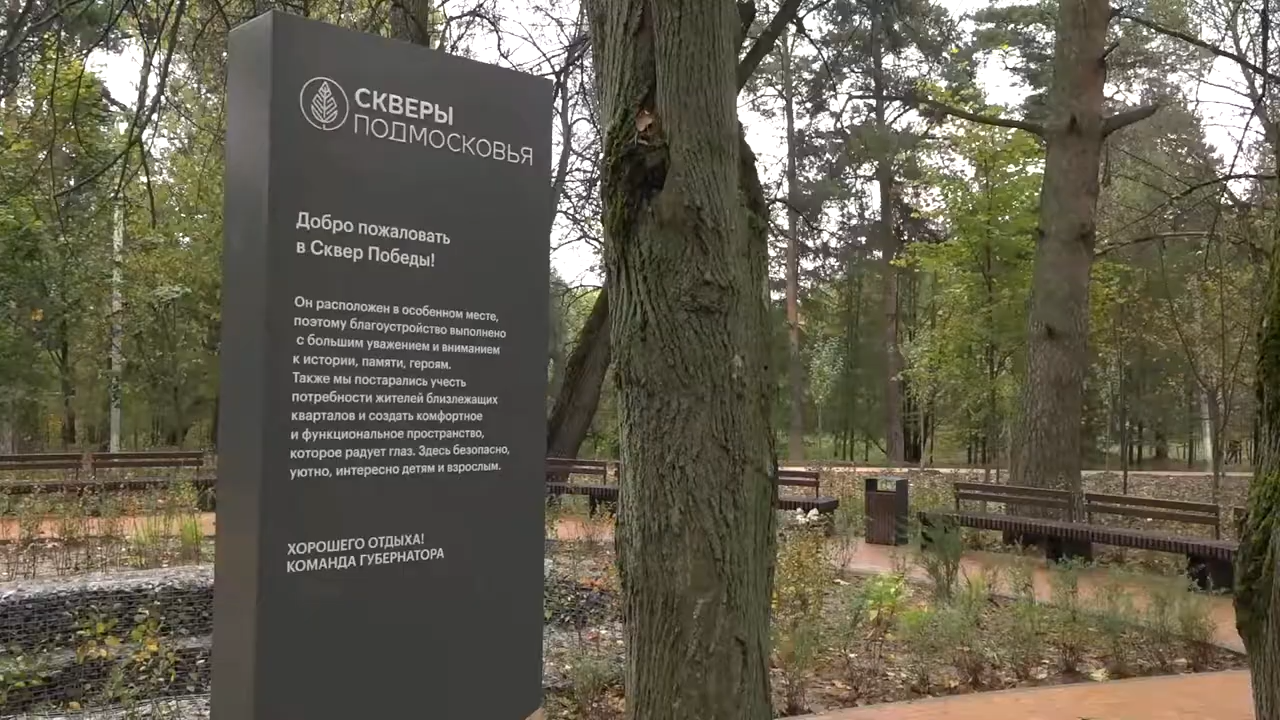 СКВЕРЫ
ПОДМОСКОВЬЯ
Добро пожаловать
в Сквер Победы!
Он расположен в особенном месте,
поэтому благоустройство выполнено
с большим уважением и вниманием
к истории, памяти, героям.
Также мы постарались учесть
потребности жителей близлежащих
кварталов и создать комфортное
и функциональное пространство,
которое радует глаз. Здесь безопасно,
уютно, интересно детям и взрослым.
ХОРОШЕГО ОТДЫХА!
КОМАНДА ГУБЕРНАТОРА